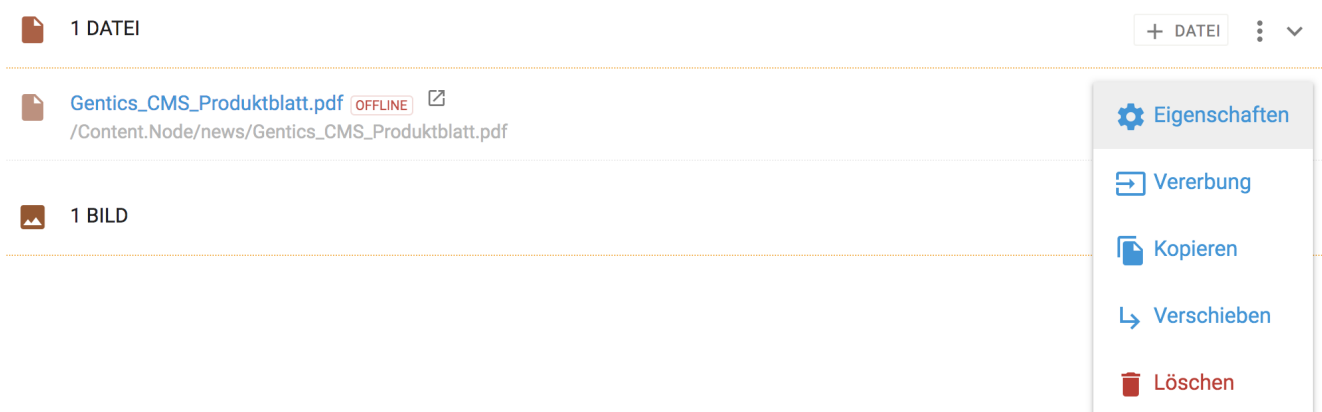 1 DATEI
+ DATEI
Gentics_CMS_Produktblatt.pdf OFFLINE
/Content.Node/news/Gentics_CMS_Produktblatt.pdf
1 BILD
Eigenschaften
Vererbung
Kopieren
Verschieben
Löschen